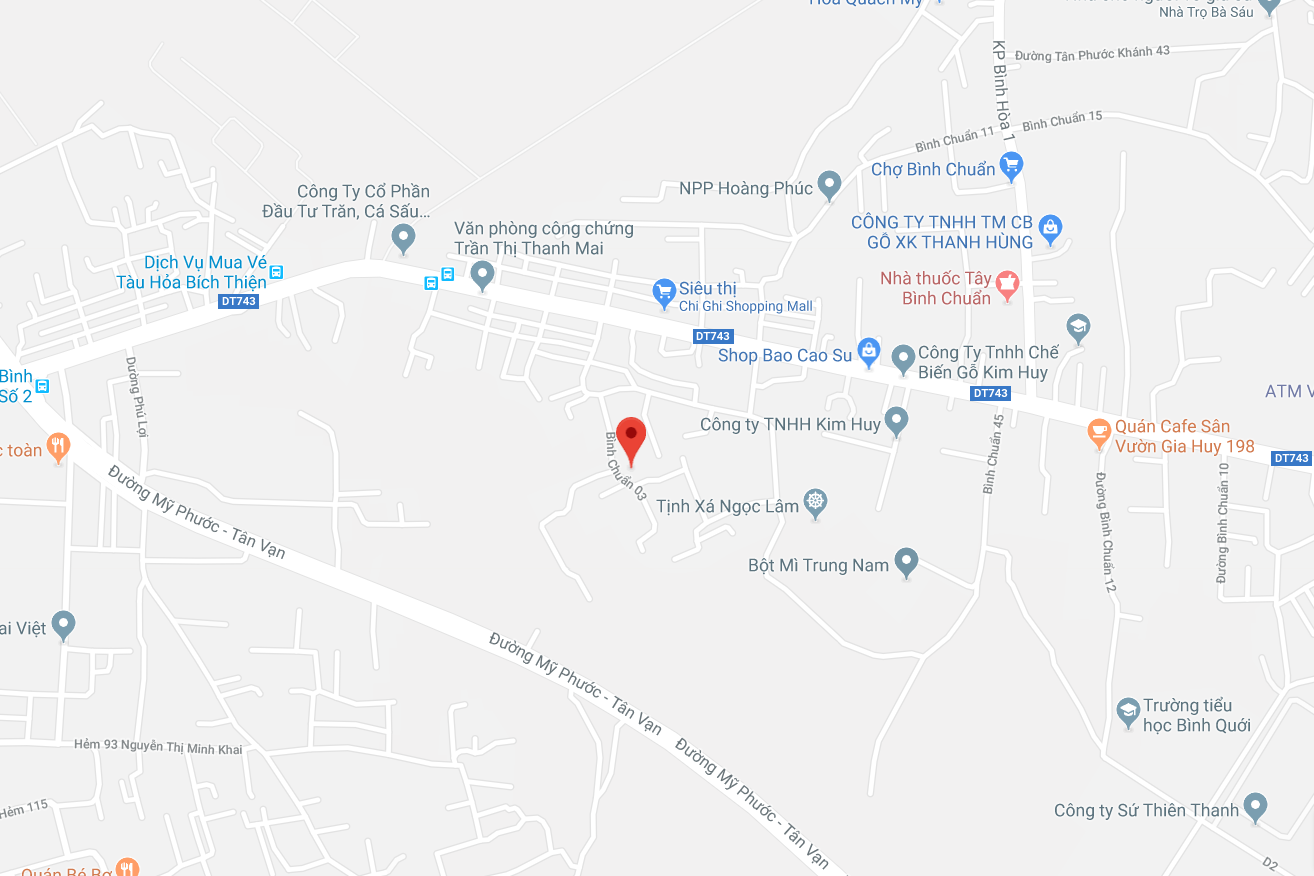 Hoa Quách My
Nhà Trọ Bà Sáu
Đường Tân Phước Khánh 43
KP Bình Hòa 1
Bình Chuẩn 11
Bình Chuẩn 15
Chợ Bình Chuẩn
NPP Hoàng Phúc
Công Ty Cổ Phần
Đầu Tư Trăn, Cá Sấu...
Văn phòng công chứng
Trần Thị Thanh Mai
CÔNG TY TNHH TM CB
GỖ XK THANH HÙNG
Dịch Vụ Mua Vé
Tàu Hỏa Bích Thiện
DT743
Siêu thị
Chi Ghi Shopping Mall
Nhà thuốc Tây
Bình Chuẩn
DT743
Shop Bao Cao Su
Công Ty Tnhh Chế
Biến Gỗ Kim Huy
DT743
Bình
Số 2
Đường Phú Lợi
ATM V
Công ty TNHH Kim Huy
Quán Cafe Sân
Vườn Gia Huy 198
DT743
c toàn
Bình Chuẩn 03
Bình Chuẩn 45
Đường Bình Chuẩn 12
Đường Bình Chuẩn 10
Đường Mỹ Phước - Tân Vạn
Tịnh Xá Ngọc Lâm
Bột Mì Trung Nam
ai Việt
Đường Mỹ Phước - Tân Vạn
Trường tiểu
học Bình Quới
Hẻm 93 Nguyễn Thị Minh Khai
Đường Mỹ Phước - Tân Vạn
Hẻm 115
Công ty Sứ Thiên Thanh
D2
Quán Bé Bơ